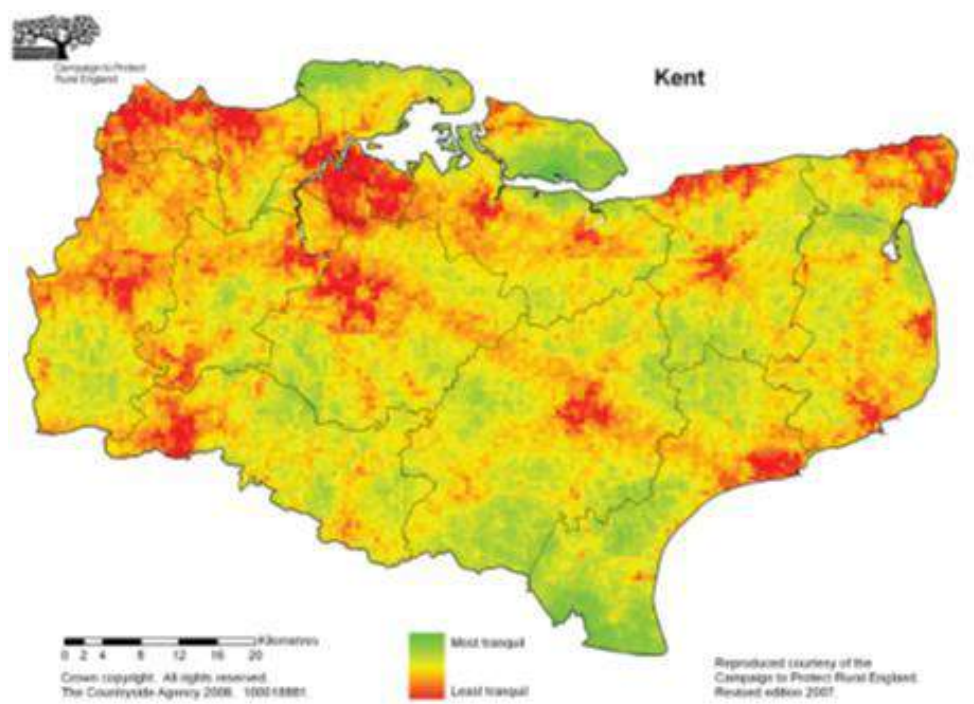 Campaign to Protect
Rural England
Kent
Kilometres
0 2 4 8 12 16 20
Crown copyright. All rights reserved.
The Countryside Agency 2006. 100018881.
Most tranquil
Least tranquil
Reproduced courtesy of the
Campaign to Protect Rural England.
Revised edition 2007.